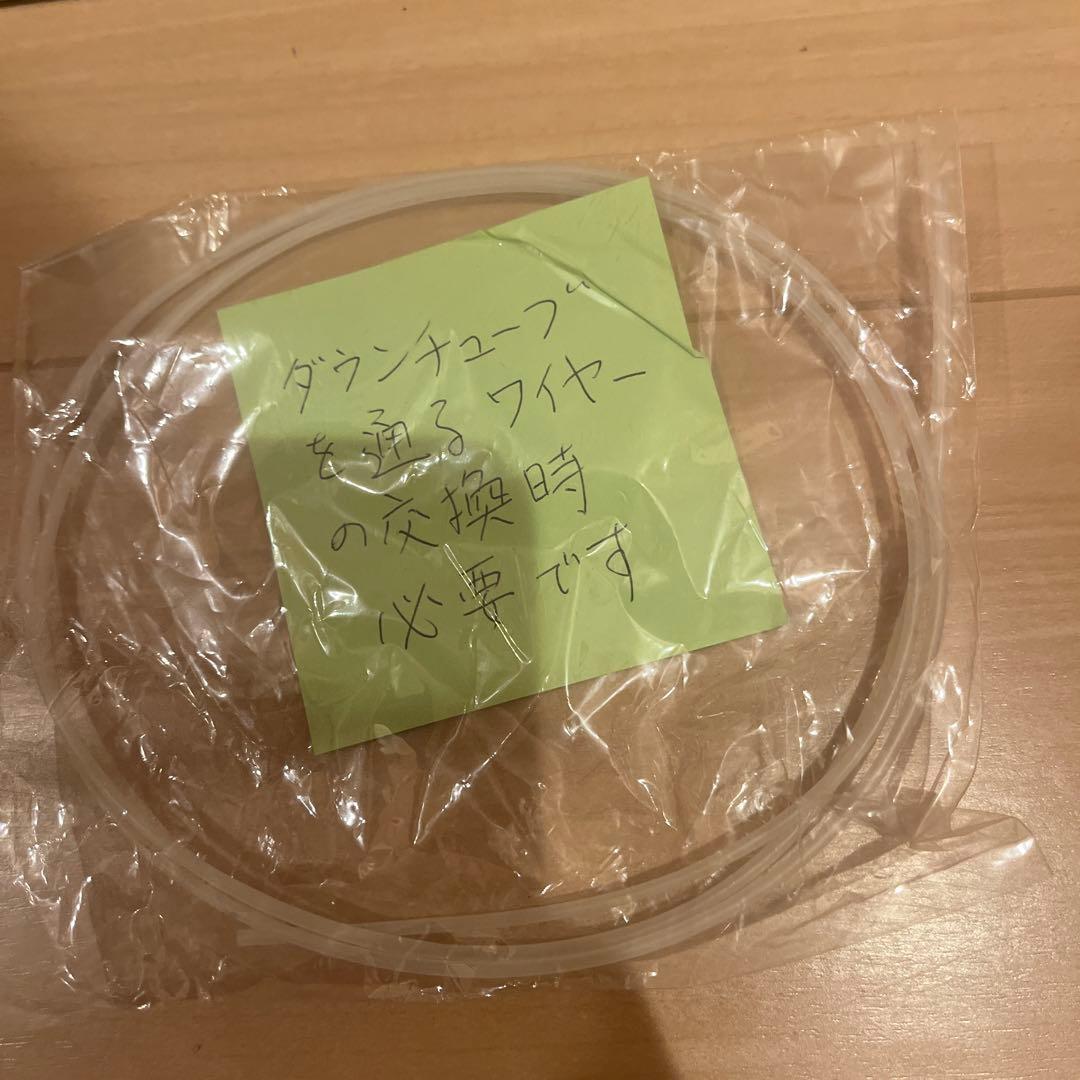 ダウンチューブ
を通るワイヤー
の交換時
必要です